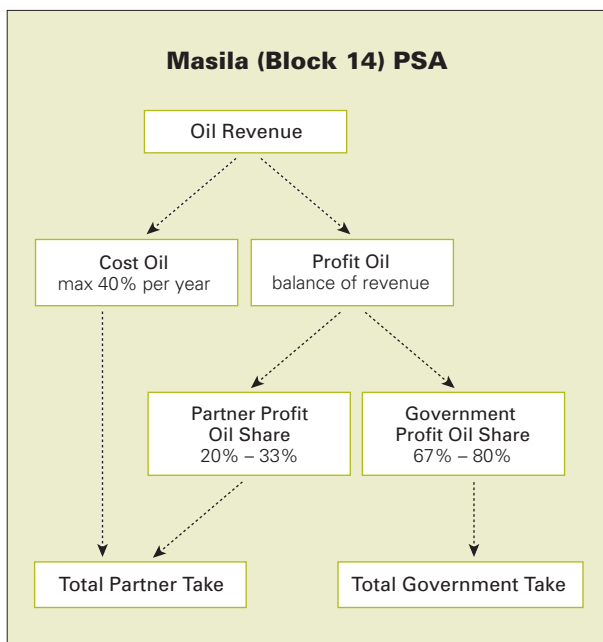 Masila (Block 14) PSA
Oil Revenue
Cost Oil
max 40% per year
Profit Oil
balance of revenue
Partner Profit
Oil Share
20% – 33%
Government
Profit Oil Share
67% – 80%
Total Partner Take
Total Government Take